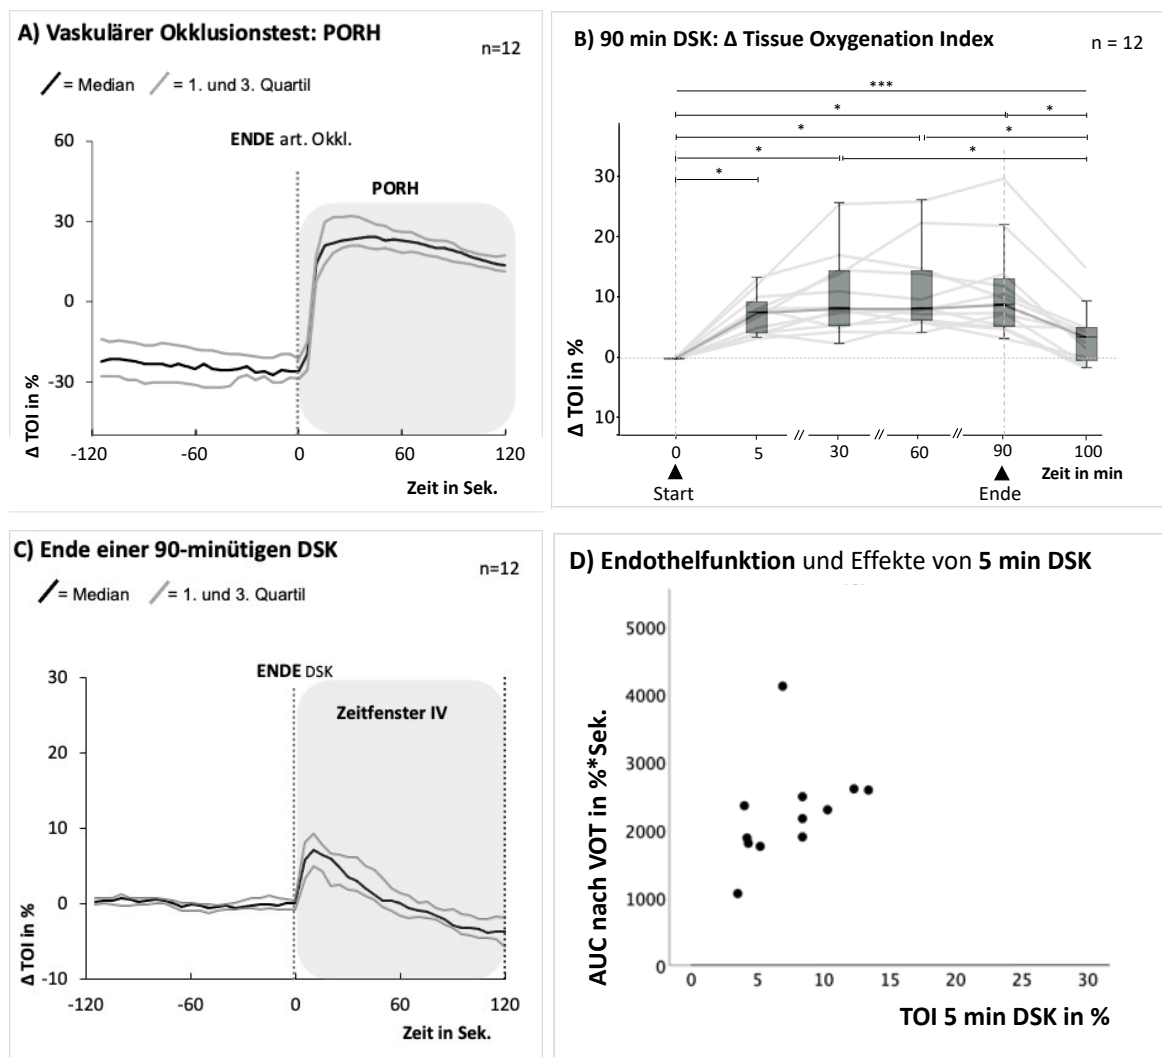 A) Vaskulärer Okklusionstest: PORH
n=12
= Median
= 1. und 3. Quartil
ENDE art. Okkl.
PORH
60
30
0
-30
Δ TOI in %
-120
-60
0
60
120
Zeit in Sek.
B) 90 min DSK: Δ Tissue Oxygenation Index
n = 12
***
*
*
*
*
*
*
*
30
20
10
0
10
Δ TOI in %
0
5
//
30
//
60
//
90
100
Zeit in min
Start
Ende
C) Ende einer 90-minütigen DSK
n=12
= Median
= 1. und 3. Quartil
ENDE DSK
Zeitfenster IV
30
20
10
0
-10
Δ TOI in %
-120
-60
0
60
120
Zeit in Sek.
D) Endothelfunktion und Effekte von 5 min DSK
5000
4000
3000
2000
1000
0
AUC nach VOT in %*Sek.
0
5
10
15
20
25
30
TOI 5 min DSK in %